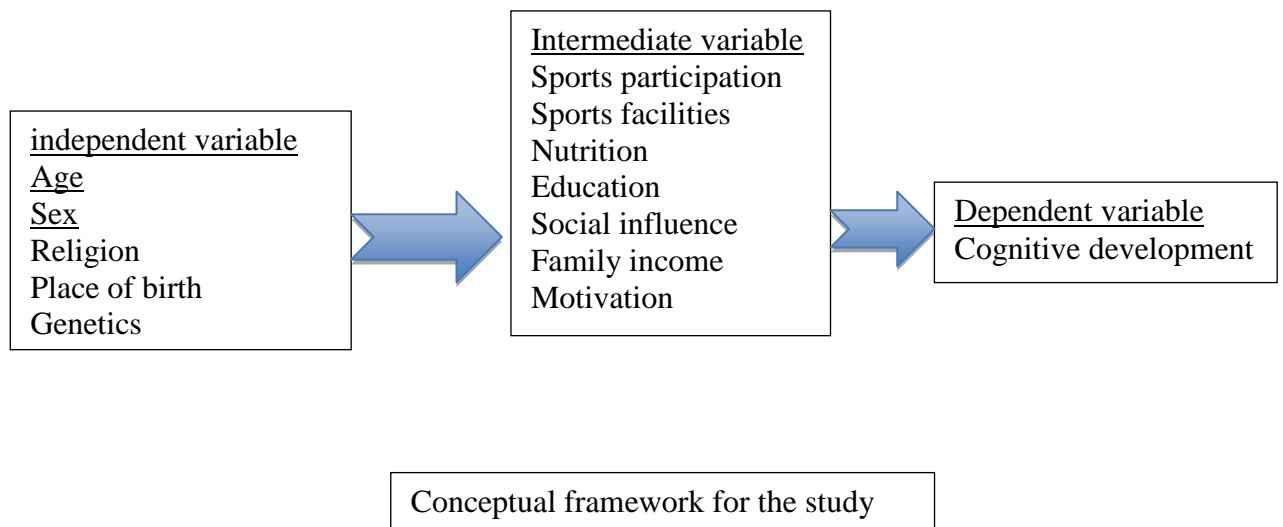 independent variable
Age
Sex
Religion
Place of birth
Genetics
Intermediate variable
Sports participation
Sports facilities
Nutrition
Education
Social influence
Family income
Motivation
Dependent variable
Cognitive development
Conceptual framework for the study